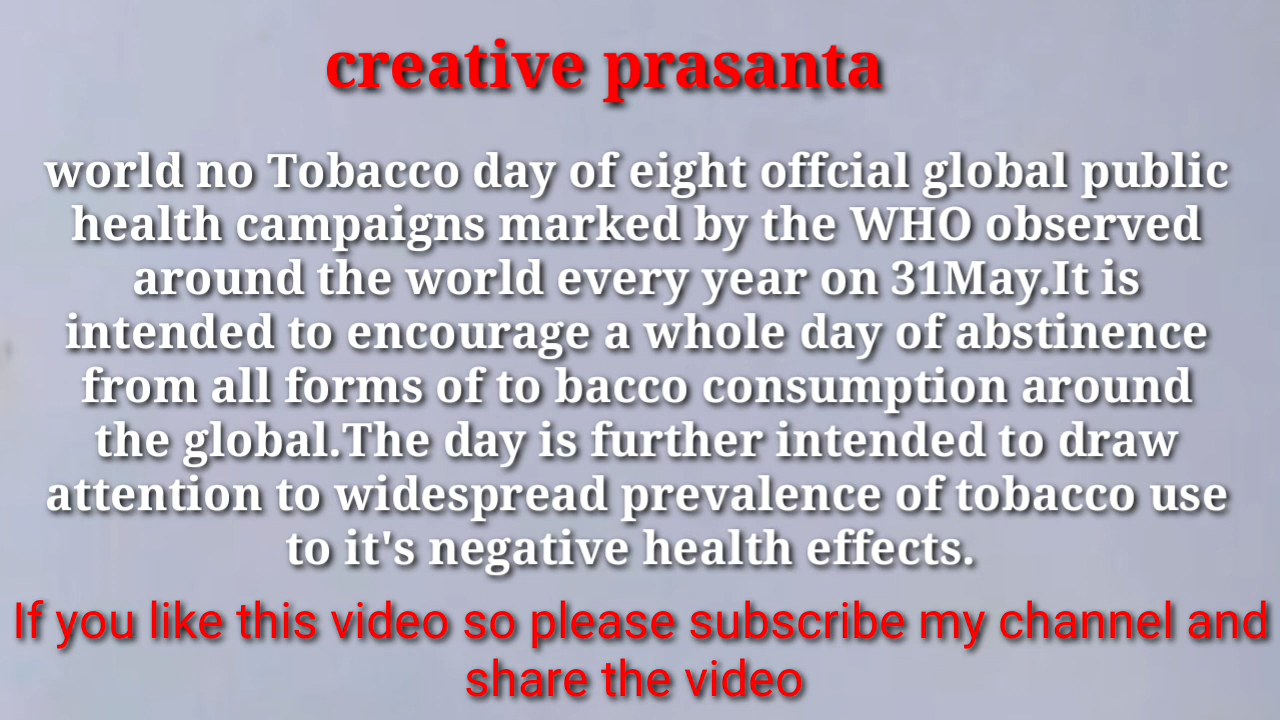 creative prasanta
world no Tobacco day of eight offcial global public
health campaigns marked by the WHO observed
around the world every year on 31May.It is
intended to encourage a whole day of abstinence
from all forms of to bacco consumption around
the global.The day is further intended to draw
attention to widespread prevalence of tobacco use
to it's negative health effects.
If you like this video so please subscribe my channel and
share the video